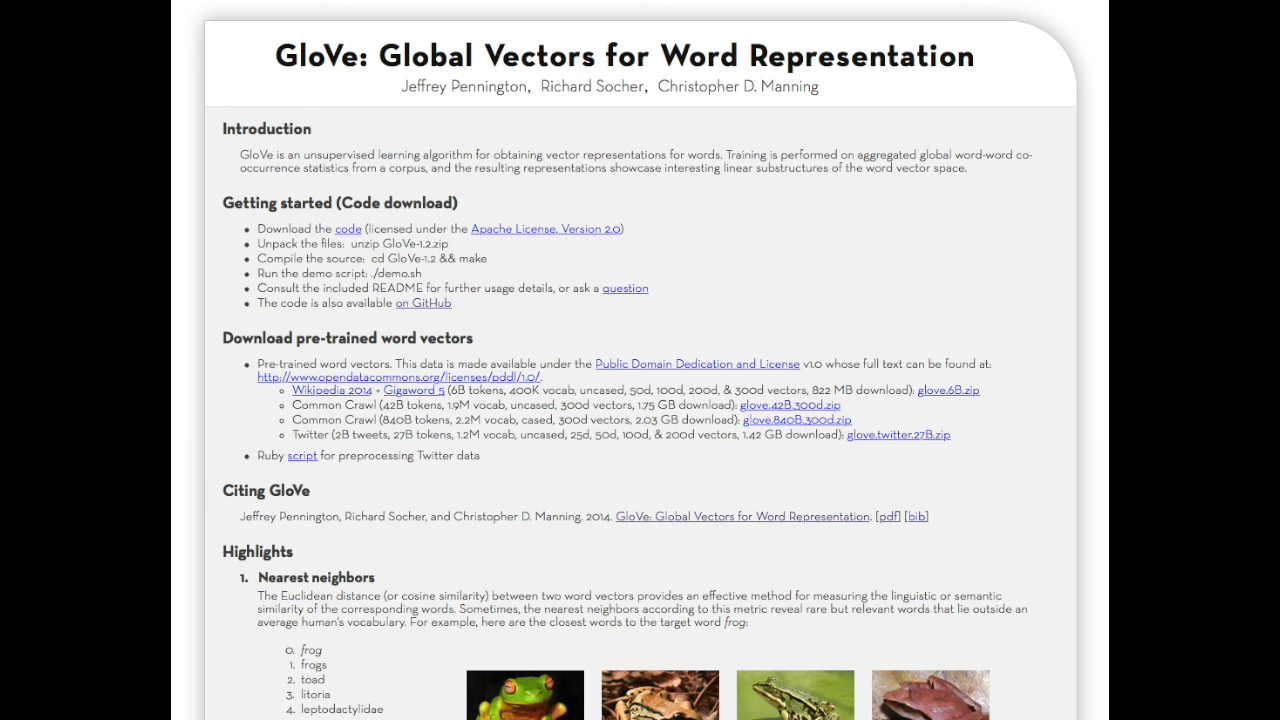 GloVe: Global Vectors for Word Representation
Jeffrey Pennington, Richard Socher, Christopher D. Manning
Introduction
GloVe is an unsupervised learning algorithm for obtaining vector representations for words. Training is performed on aggregated global word-word co-
occurrence statistics from a corpus, and the resulting representations showcase interesting linear substructures of the word vector space.
Getting started (Code download)
• Download the code (licensed under the Apache License, Version 2.0)
• Unpack the files: unzip GloVe-1.2.zip
• Compile the source: cd GloVe-1.2 && make
• Run the demo script: ./demo.sh
• Consult the included README for further usage details, or ask a question
• The code is also available on GitHub
Download pre-trained word vectors
• Pre-trained word vectors. This data is made available under the Public Domain Dedication and License v1.0 whose full text can be found at:
http://www.opendatacommons.org/licenses/pddl/1.0/.
◦ Wikipedia 2014 + Gigaword 5 (6B tokens, 400K vocab, uncased, 50d, 100d, 200d, & 300d vectors, 822 MB download): glove.6B.zip
◦ Common Crawl (42B tokens, 1.9M vocab, uncased, 300d vectors, 1.75 GB download): glove.42B.300d.zip
◦ Common Crawl (840B tokens, 2.2M vocab, cased, 300d vectors, 2.03 GB download): glove.840B.300d.zip
◦ Twitter (2B tweets, 27B tokens, 1.2M vocab, uncased, 25d, 50d, 100d, & 200d vectors, 1.42 GB download): glove.twitter.27B.zip
• Ruby script for preprocessing Twitter data
Citing GloVe
Jeffrey Pennington, Richard Socher, and Christopher D. Manning. 2014. GloVe: Global Vectors for Word Representation. [pdf] [bib]
Highlights
1. Nearest neighbors
The Euclidean distance (or cosine similarity) between two word vectors provides an effective method for measuring the linguistic or semantic
similarity of the corresponding words. Sometimes, the nearest neighbors according to this metric reveal rare but relevant words that lie outside an
average human's vocabulary. For example, here are the closest words to the target word frog:
0. frog
1. frogs
2. toad
3. litoria
4. leptodactylidae